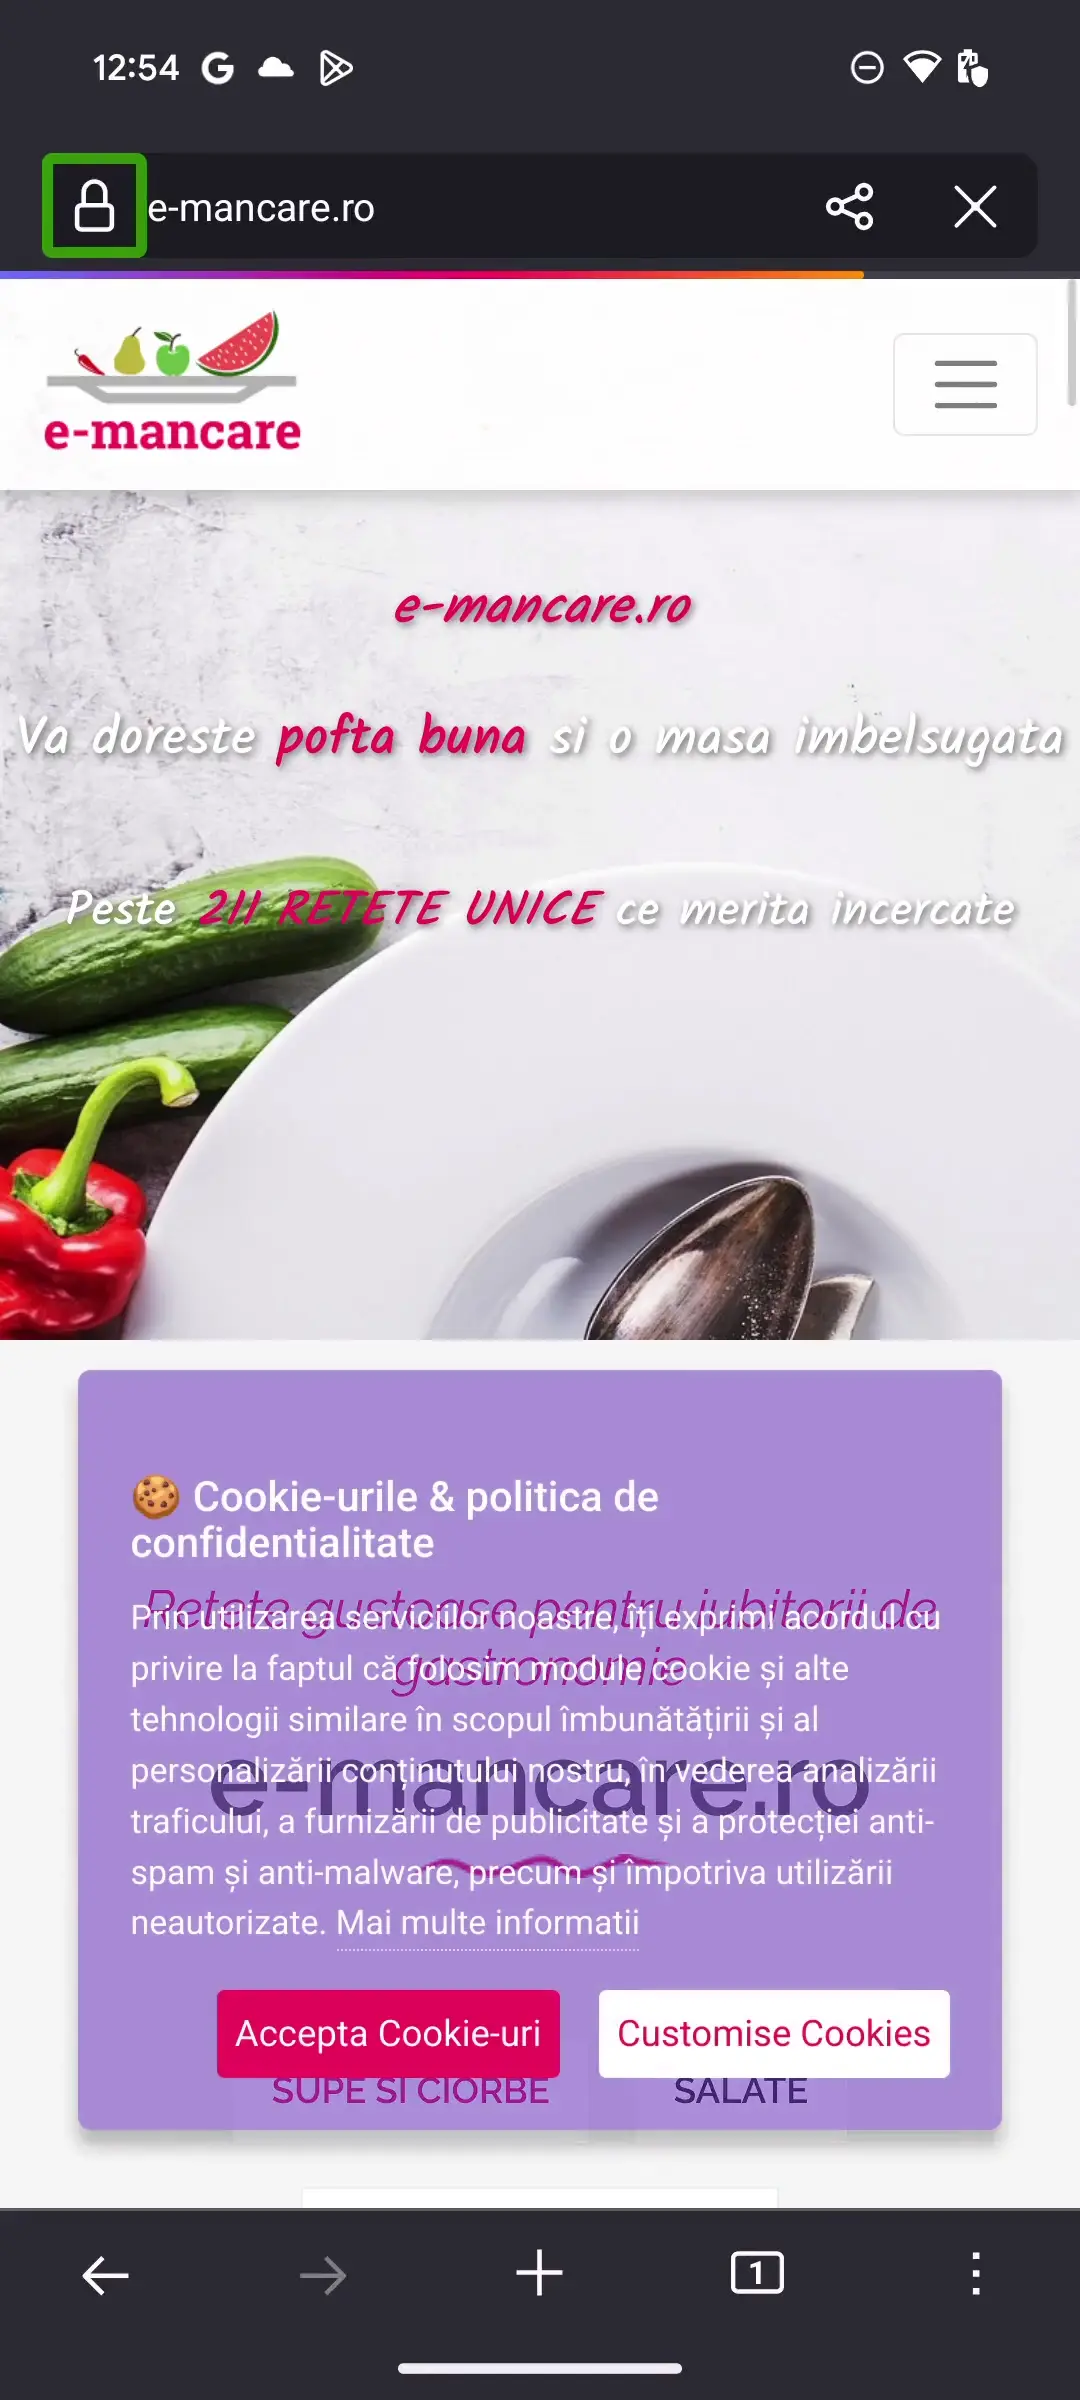 12:54
e-mancare.ro
e-mancare
e-mancare.ro
Va doreste pofta buna si o masa imbelsugata
Peste 211 RETETE UNICE ce merita incercate
🍪 Cookie-urile & politica de
confidentialitate
Retete gustoase pentru iubitorii de
gastronomie
Prin utilizarea serviciilor noastre, îți exprimi acordul cu
privire la faptul că folosim module cookie și alte
tehnologii similare în scopul îmbunătățirii și al
personalizării conținutului nostru, în vederea analizării
traficului, a furnizării de publicitate și a protecției anti-
spam și anti-malware, precum și împotriva utilizării
neautorizate. Mai multe informatii
e-mancare.ro
Accepta Cookie-uri Customise Cookies
SUPE SI CIORBE SALATE
1